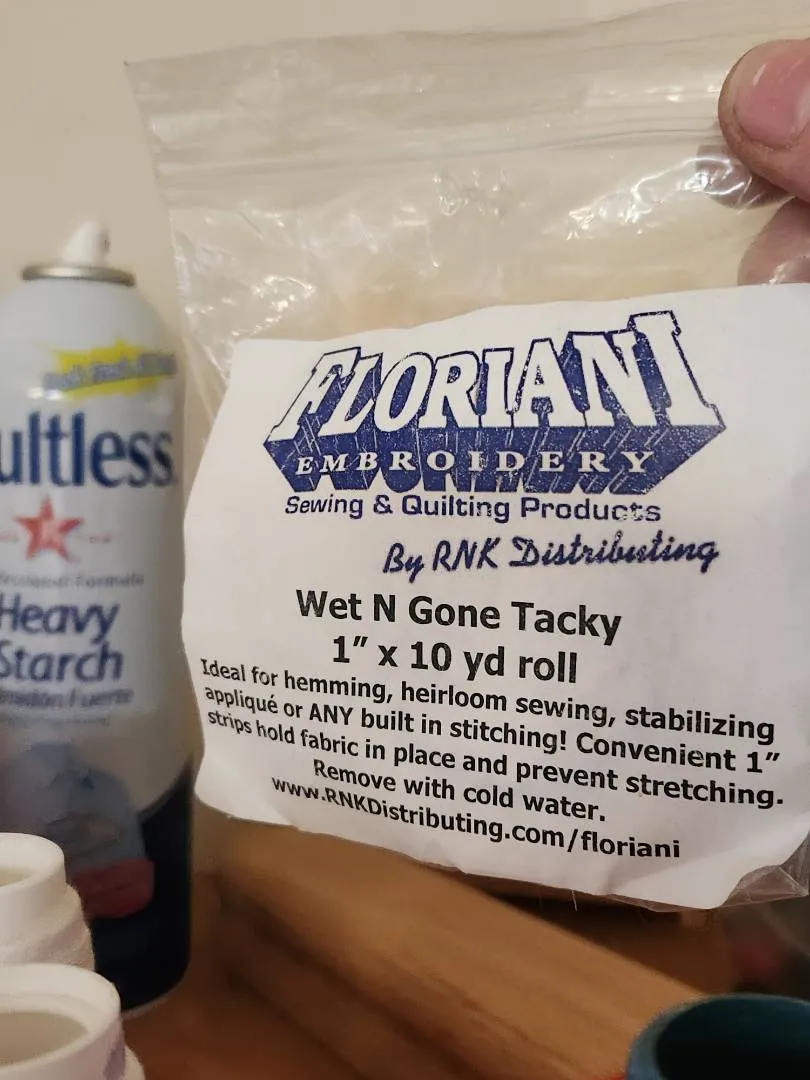 FLORIANI
EMBROIDERY
Sewing & Quilting Products
By RNK Distributing
Wet N Gone Tacky
1” x 10 yd roll
Ideal for hemming, heirloom sewing, stabilizing
appliqué or ANY built in stitching! Convenient 1”
strips hold fabric in place and prevent stretching.
Remove with cold water.
www.RNKDistributing.com/floriani
ultless
Heavy
Starch